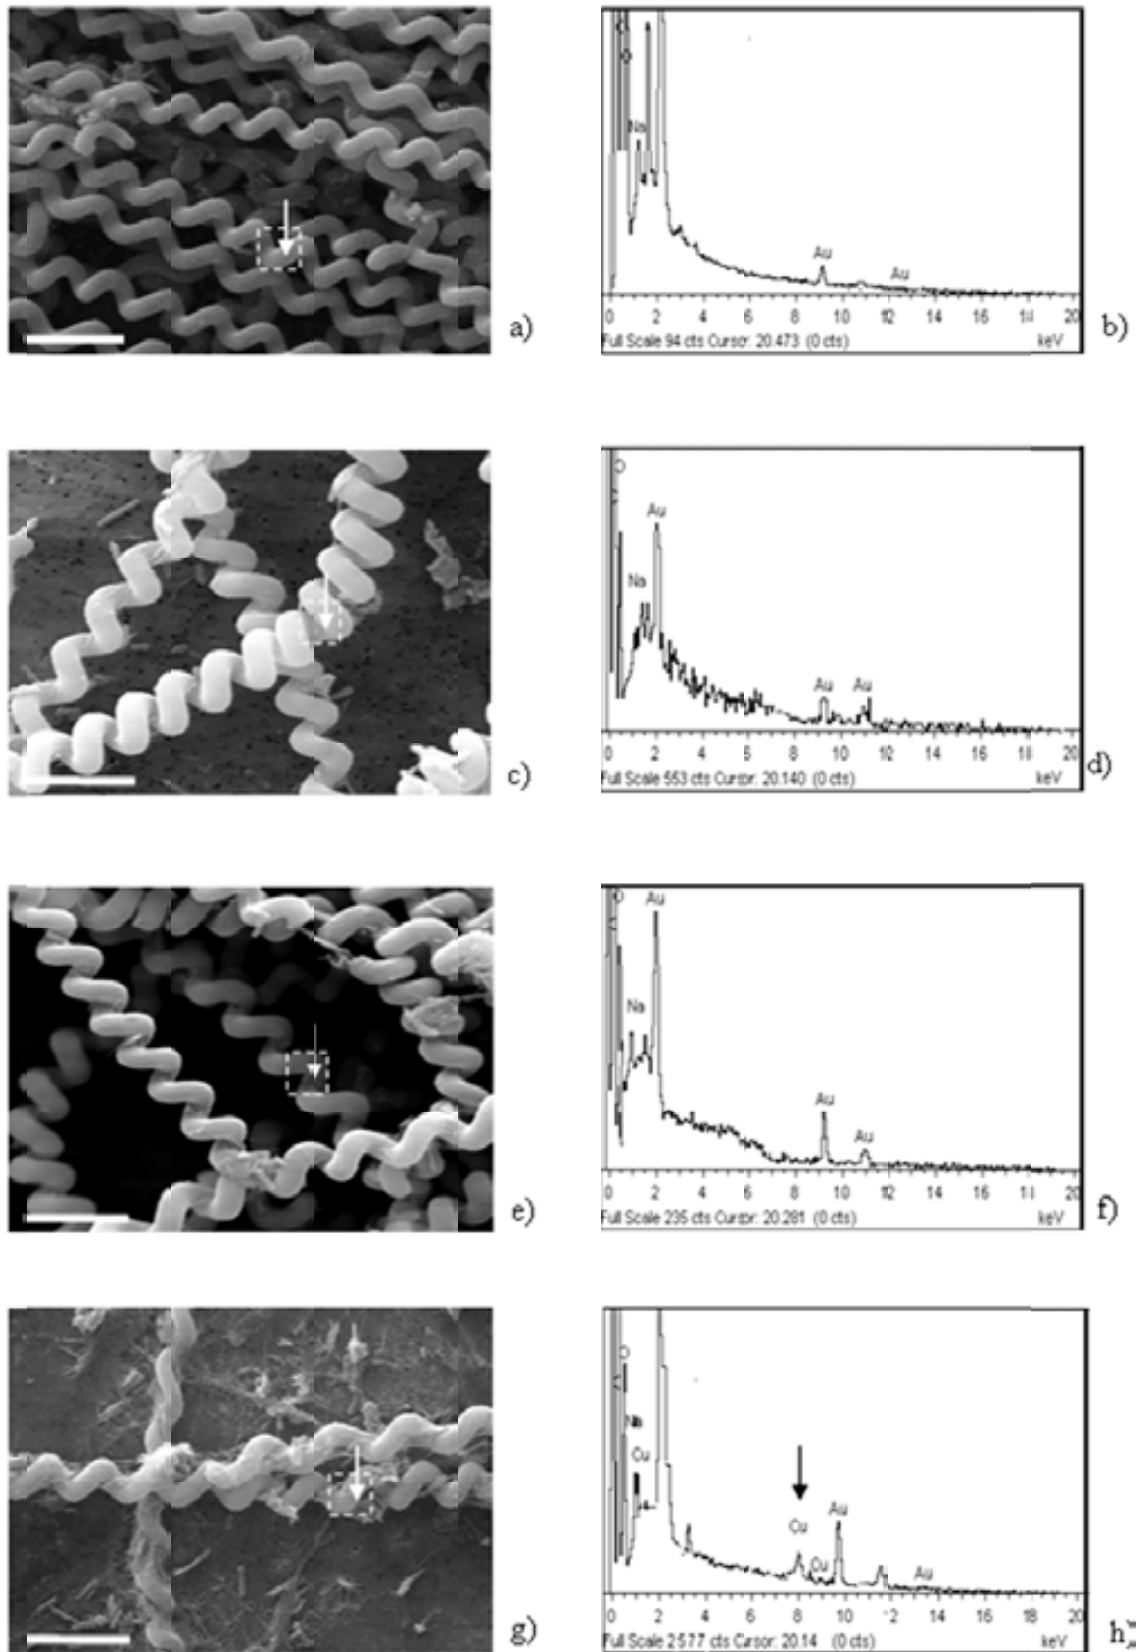 a)
Na
Au
Au
0 2 4 6 8 10 12 14 16 18 20
Full Scale 94 cts Cursor: 20.473 (0 cts)
keV
b)
c)
O
Au
Na
Au
Au
0 2 4 6 8 10 12 14 16 18 20
Full Scale 553 cts Cursor: 20.140 (0 cts)
keV
d)
e)
O
Au
Na
Au
Au
0 2 4 6 8 10 12 14 16 18 20
Full Scale 235 cts Cursor: 20.281 (0 cts)
keV
f)
g)
O
Na
Cu
Cu
Cu
Au
Au
0 2 4 6 8 10 14 16 18 20
Full Scale 2577 cts Cursor: 20.14 (0 cts)
keV
h